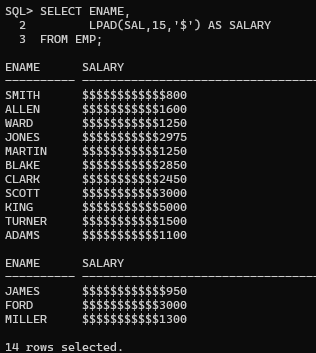 SQL> SELECT ENAME,
  2         LPAD(SAL,15,'$') AS SALARY
  3  FROM EMP;
ENAME      SALARY
---------- ------------------------------------
SMITH      $$$$$$$$$$$$800
ALLEN      $$$$$$$$$$$1600
WARD       $$$$$$$$$$$1250
JONES      $$$$$$$$$$$2975
MARTIN     $$$$$$$$$$$1250
BLAKE      $$$$$$$$$$$2850
CLARK      $$$$$$$$$$$2450
SCOTT      $$$$$$$$$$$3000
KING       $$$$$$$$$$$5000
TURNER     $$$$$$$$$$$1500
ADAMS      $$$$$$$$$$$1100
ENAME      SALARY
---------- ------------------------------------
JAMES      $$$$$$$$$$$$950
FORD       $$$$$$$$$$$3000
MILLER     $$$$$$$$$$$1300
14 rows selected.